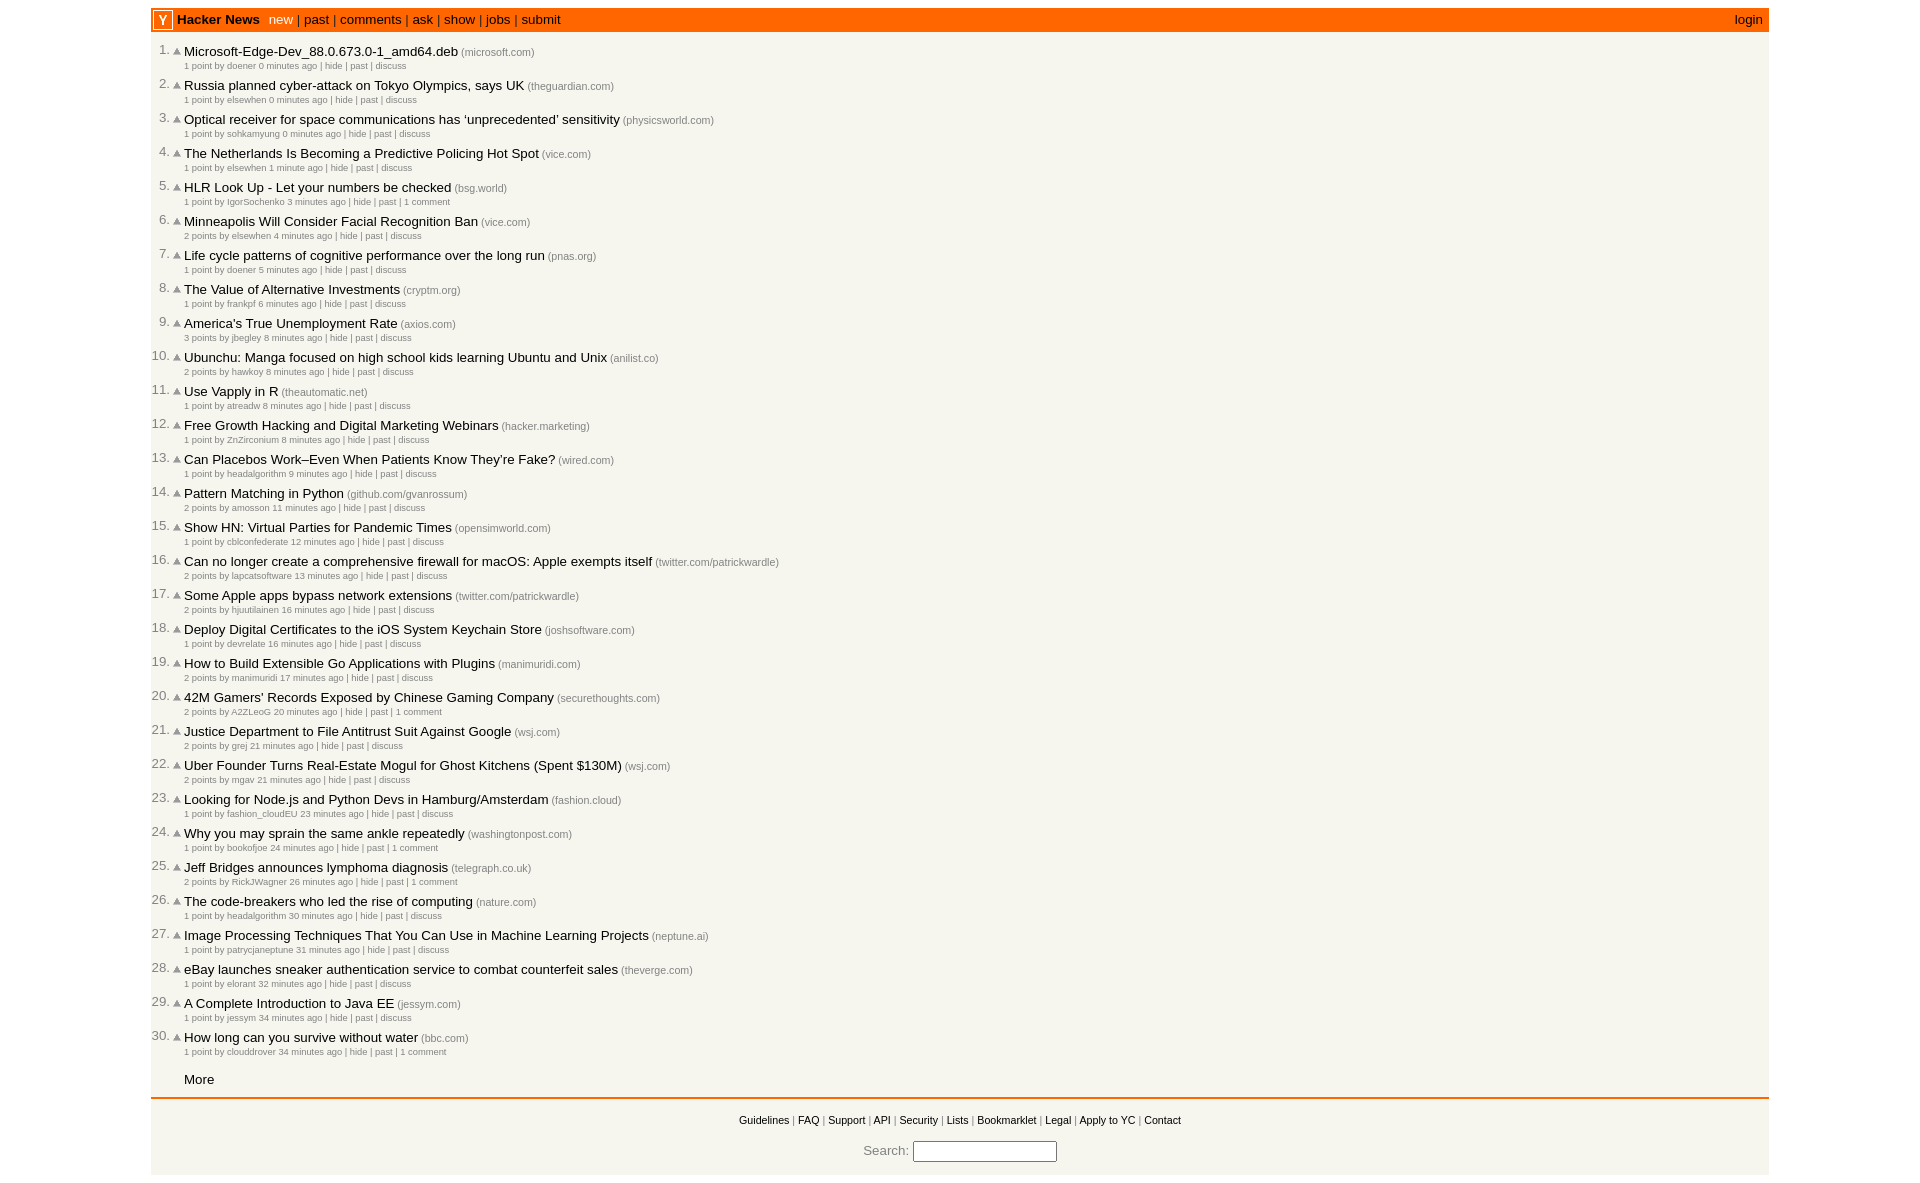 Y Hacker News new | past | comments | ask | show | jobs | submit login
1. Microsoft-Edge-Dev_88.0.673.0-1_amd64.deb (microsoft.com)
1 point by doener 0 minutes ago | hide | past | discuss
2. Russia planned cyber-attack on Tokyo Olympics, says UK (theguardian.com)
1 point by elsewhen 0 minutes ago | hide | past | discuss
3. Optical receiver for space communications has ‘unprecedented’ sensitivity (physicsworld.com)
1 point by sohkamyung 0 minutes ago | hide | past | discuss
4. The Netherlands Is Becoming a Predictive Policing Hot Spot (vice.com)
1 point by elsewhen 1 minute ago | hide | past | discuss
5. HLR Look Up - Let your numbers be checked (bsg.world)
1 point by IgorSochenko 3 minutes ago | hide | past | 1 comment
6. Minneapolis Will Consider Facial Recognition Ban (vice.com)
2 points by elsewhen 4 minutes ago | hide | past | discuss
7. Life cycle patterns of cognitive performance over the long run (pnas.org)
1 point by doener 5 minutes ago | hide | past | discuss
8. The Value of Alternative Investments (cryptm.org)
1 point by frankpf 6 minutes ago | hide | past | discuss
9. America's True Unemployment Rate (axios.com)
3 points by jbegley 8 minutes ago | hide | past | discuss
10. Ubunchu: Manga focused on high school kids learning Ubuntu and Unix (anilist.co)
2 points by hawkoy 8 minutes ago | hide | past | discuss
11. Use Vapply in R (theautomatic.net)
1 point by atreadw 8 minutes ago | hide | past | discuss
12. Free Growth Hacking and Digital Marketing Webinars (hacker.marketing)
1 point by ZnZirconium 8 minutes ago | hide | past | discuss
13. Can Placebos Work–Even When Patients Know They’re Fake? (wired.com)
1 point by headalgorithm 9 minutes ago | hide | past | discuss
14. Pattern Matching in Python (github.com/gvanrossum)
2 points by amosson 11 minutes ago | hide | past | discuss
15. Show HN: Virtual Parties for Pandemic Times (opensimworld.com)
1 point by cblconfederate 12 minutes ago | hide | past | discuss
16. Can no longer create a comprehensive firewall for macOS: Apple exempts itself (twitter.com/patrickwardle)
2 points by lapcatsoftware 13 minutes ago | hide | past | discuss
17. Some Apple apps bypass network extensions (twitter.com/patrickwardle)
2 points by hjuutilainen 16 minutes ago | hide | past | discuss
18. Deploy Digital Certificates to the iOS System Keychain Store (joshsoftware.com)
1 point by devrelate 16 minutes ago | hide | past | discuss
19. How to Build Extensible Go Applications with Plugins (manimuridi.com)
2 points by manimuridi 17 minutes ago | hide | past | discuss
20. 42M Gamers' Records Exposed by Chinese Gaming Company (securethoughts.com)
2 points by A2ZLeoG 20 minutes ago | hide | past | 1 comment
21. Justice Department to File Antitrust Suit Against Google (wsj.com)
2 points by grej 21 minutes ago | hide | past | discuss
22. Uber Founder Turns Real-Estate Mogul for Ghost Kitchens (Spent $130M) (wsj.com)
2 points by mgav 21 minutes ago | hide | past | discuss
23. Looking for Node.js and Python Devs in Hamburg/Amsterdam (fashion.cloud)
1 point by fashion_cloudEU 23 minutes ago | hide | past | discuss
24. Why you may sprain the same ankle repeatedly (washingtonpost.com)
1 point by bookofjoe 24 minutes ago | hide | past | 1 comment
25. Jeff Bridges announces lymphoma diagnosis (telegraph.co.uk)
2 points by RickJWagner 26 minutes ago | hide | past | 1 comment
26. The code-breakers who led the rise of computing (nature.com)
1 point by headalgorithm 30 minutes ago | hide | past | discuss
27. Image Processing Techniques That You Can Use in Machine Learning Projects (neptune.ai)
1 point by patrycjaneptune 31 minutes ago | hide | past | discuss
28. eBay launches sneaker authentication service to combat counterfeit sales (theverge.com)
1 point by elorant 32 minutes ago | hide | past | discuss
29. A Complete Introduction to Java EE (jessym.com)
1 point by jessym 34 minutes ago | hide | past | discuss
30. How long can you survive without water (bbc.com)
1 point by clouddrover 34 minutes ago | hide | past | 1 comment
More
Guidelines | FAQ | Support | API | Security | Lists | Bookmarklet | Legal | Apply to YC | Contact
Search: